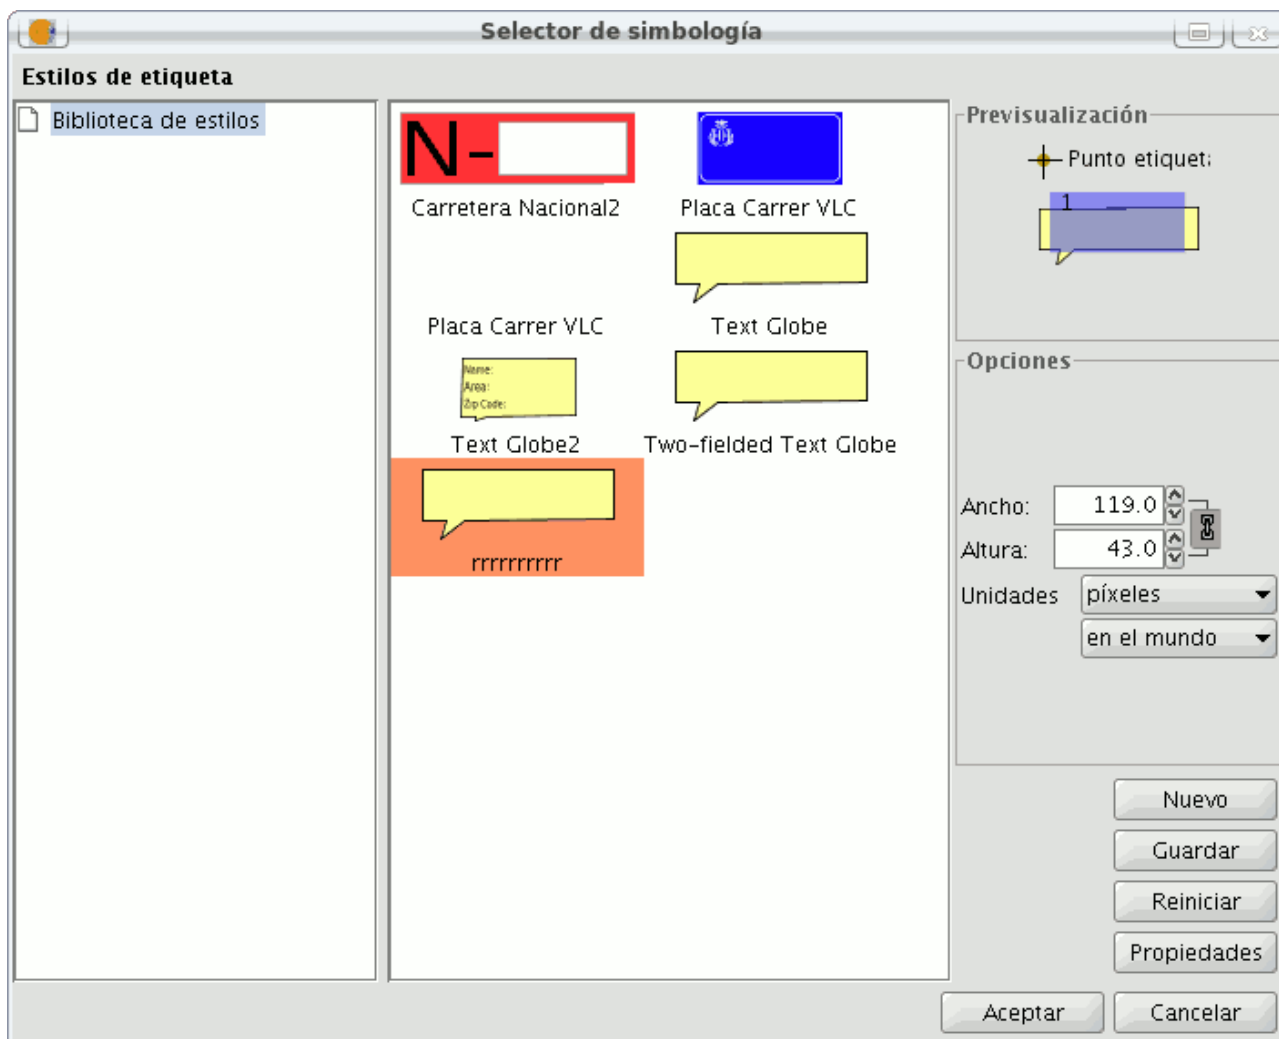 Selector de simbología
Estilos de etiqueta
Biblioteca de estilos
N-
Carretera Nacional2
Placa Carrer VLC
Placa Carrer VLC
Text Globe
Name:
Area:
Zip Code:
Text Globe2
Two-fielded Text Globe
rrrrrrrrrr
Previsualización
Punto etiqueta
1
Opciones
Ancho: 119.0
Altura: 43.0
Unidades píxeles
en el mundo
Nuevo
Guardar
Reiniciar
Propiedades
Aceptar Cancelar